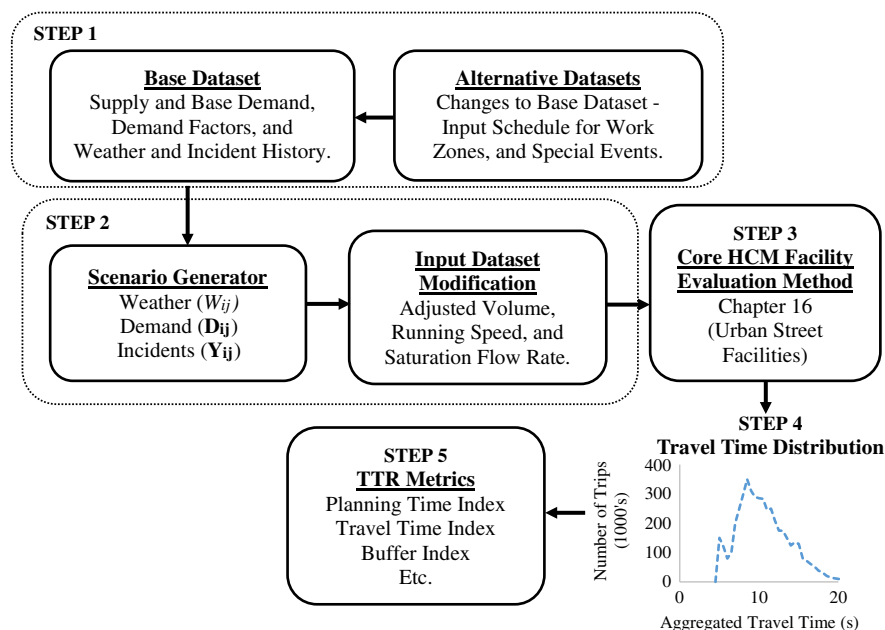 STEP 1
Base Dataset
Supply and Base Demand,
Demand Factors, and
Weather and Incident History.
Alternative Datasets
Changes to Base Dataset -
Input Schedule for Work
Zones, and Special Events.
STEP 2
Scenario Generator
Weather (Wij)
Demand (Dij)
Incidents (Yij)
Input Dataset
Modification
Adjusted Volume,
Running Speed, and
Saturation Flow Rate.
STEP 3
Core HCM Facility
Evaluation Method
Chapter 16
(Urban Street
Facilities)
STEP 4
Travel Time Distribution
Number of Trips
(1000's)
400
300
200
100
0
0
10
20
Aggregated Travel Time (s)
STEP 5
TTR Metrics
Planning Time Index
Travel Time Index
Buffer Index
Etc.